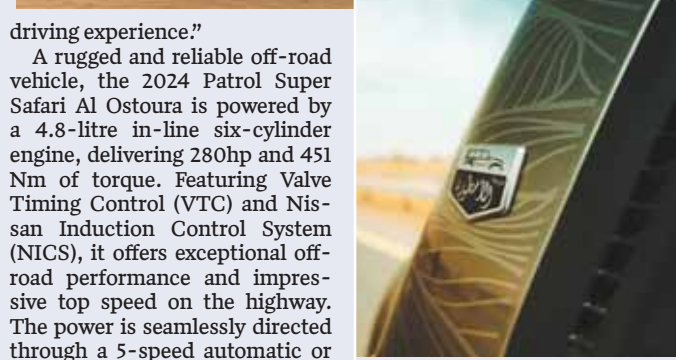 driving experience.”
A rugged and reliable off-road
vehicle, the 2024 Patrol Super
Safari Al Ostoura is powered by
a 4.8-litre in-line six-cylinder
engine, delivering 280hp and 451
Nm of torque. Featuring Valve
Timing Control (VTC) and Nis-
san Induction Control System
(NICS), it offers exceptional off-
road performance and impres-
sive top speed on the highway.
The power is seamlessly directed
through a 5-speed automatic or
الأسطورة